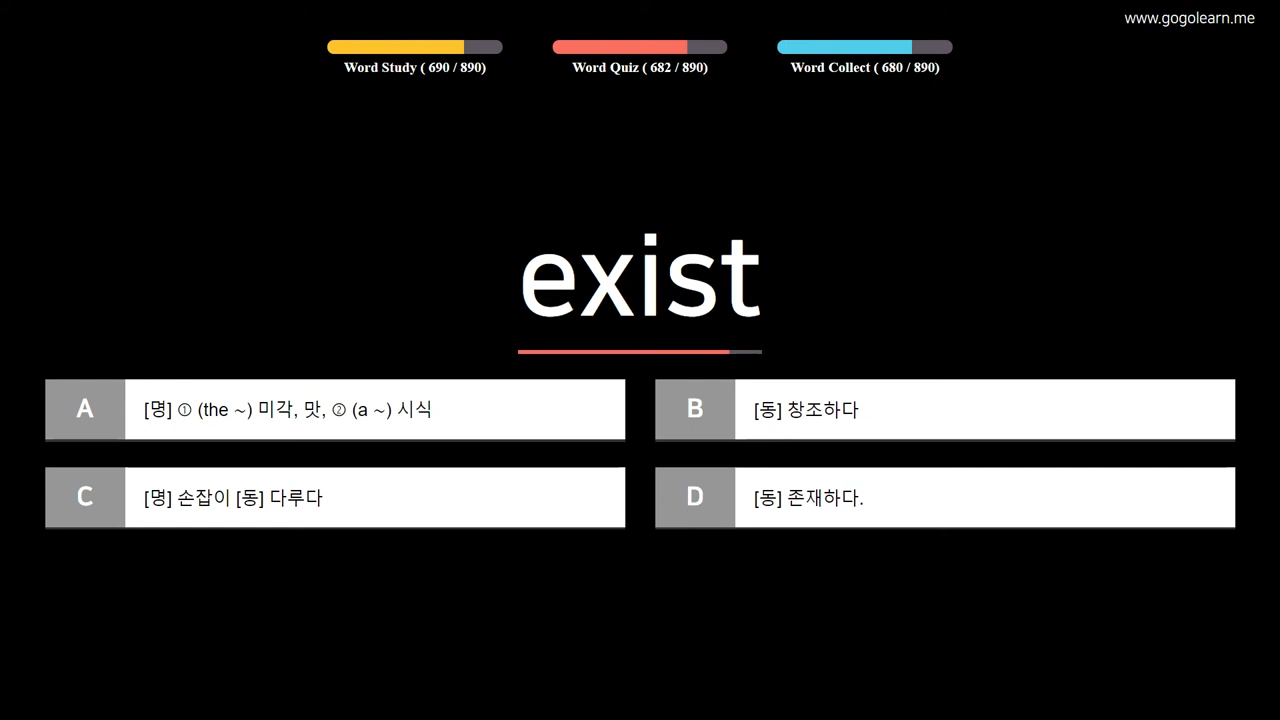 www.gogolearn.me
Word Study ( 690 / 890)
Word Quiz ( 682 / 890)
Word Collect ( 680 / 890)
exist
A [명] ① (the ~) 미각, 맛, ② (a ~) 시식
B [동] 창조하다
C [명] 손잡이 [동] 다루다
D [동] 존재하다.